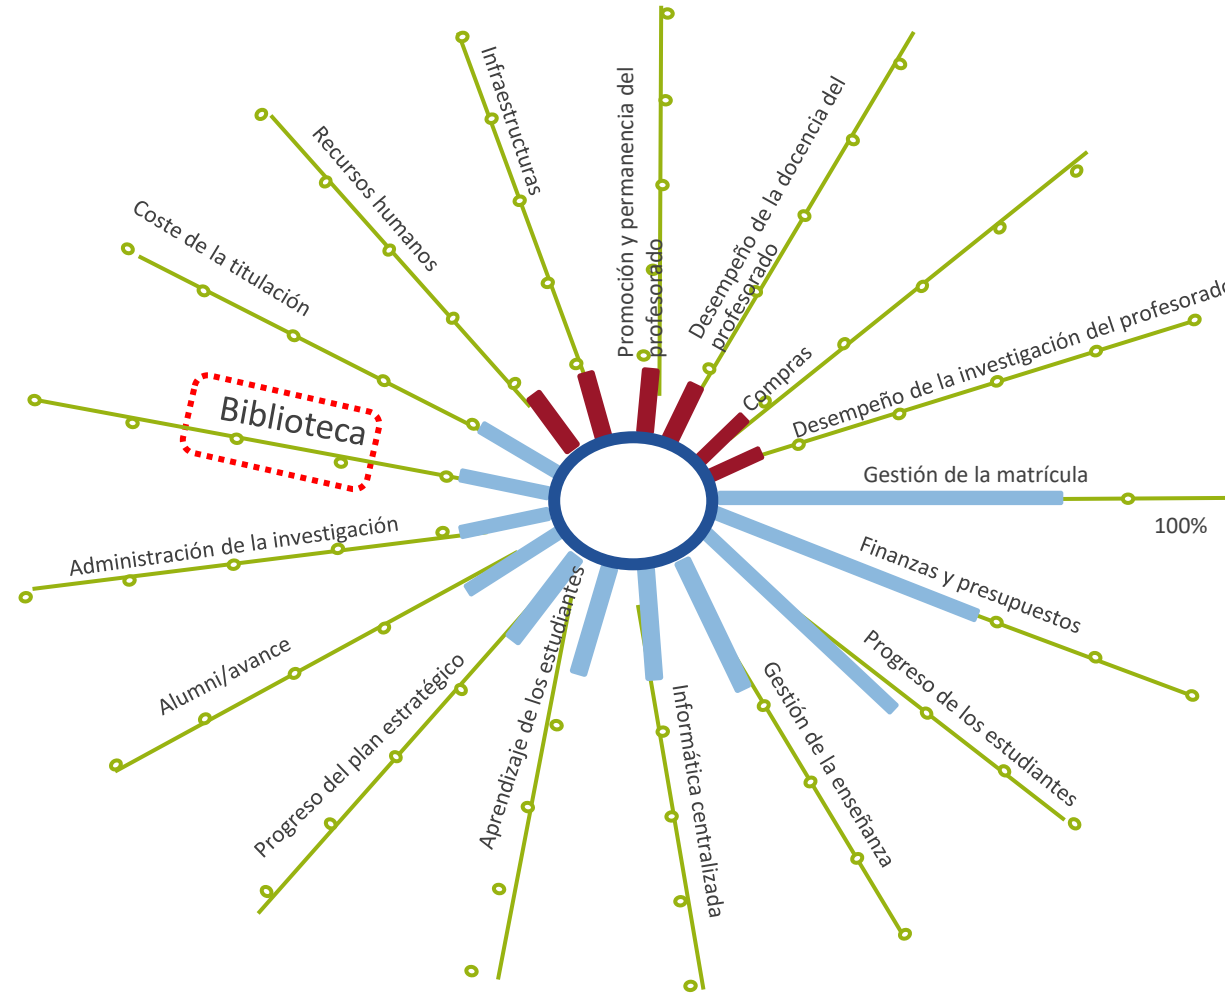 Infraestructuras
Promoción y permanencia del
profesorado
Desempeño de la docencia del
profesorado
Recursos humanos
Coste de la titulación
Compras
Desempeño de la investigación del profesorado
Biblioteca
Gestión de la matrícula
100%
Administración de la investigación
Finanzas y presupuestos
Alumni/avance
Progreso de los estudiantes
Progreso del plan estratégico
Aprendizaje de los estudiantes
Informática centralizada
Gestión de la enseñanza